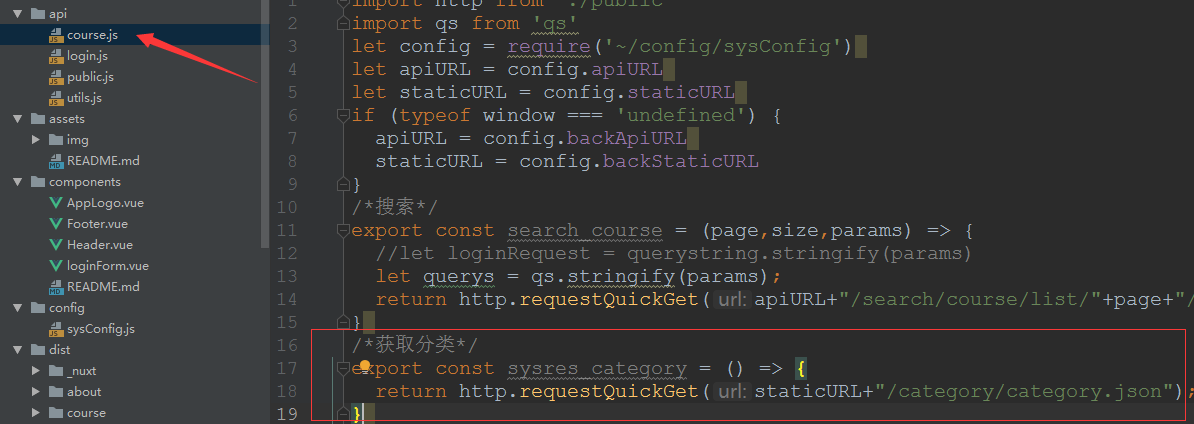 api
course.js
login.js
public.js
utils.js
assets
img
README.md
components
AppLogo.vue
Footer.vue
Header.vue
loginForm.vue
README.md
config
sysConfig.js
dist
_nuxt
about
course
1 import http from './public'
2 import qs from 'qs'
3 let config = require('~/config/sysConfig')
4 let apiURL = config.apiURL
5 let staticURL = config.staticURL
6 if (typeof window === 'undefined') {
7 apiURL = config.backApiURL
8 staticURL = config.backStaticURL
9 }
10 /*搜索*/
11 export const search_course = (page,size,params) => {
12 //let loginRequest = querystring.stringify(params)
13 let querys = qs.stringify(params);
14 return http.requestQuickGet( url: apiURL+"/search/course/list/"+page+"/
15 }
16 /*获取分类*/
17 export const sysres_category = () => {
18 return http.requestQuickGet( url: staticURL+"/category/category.json");
19 }